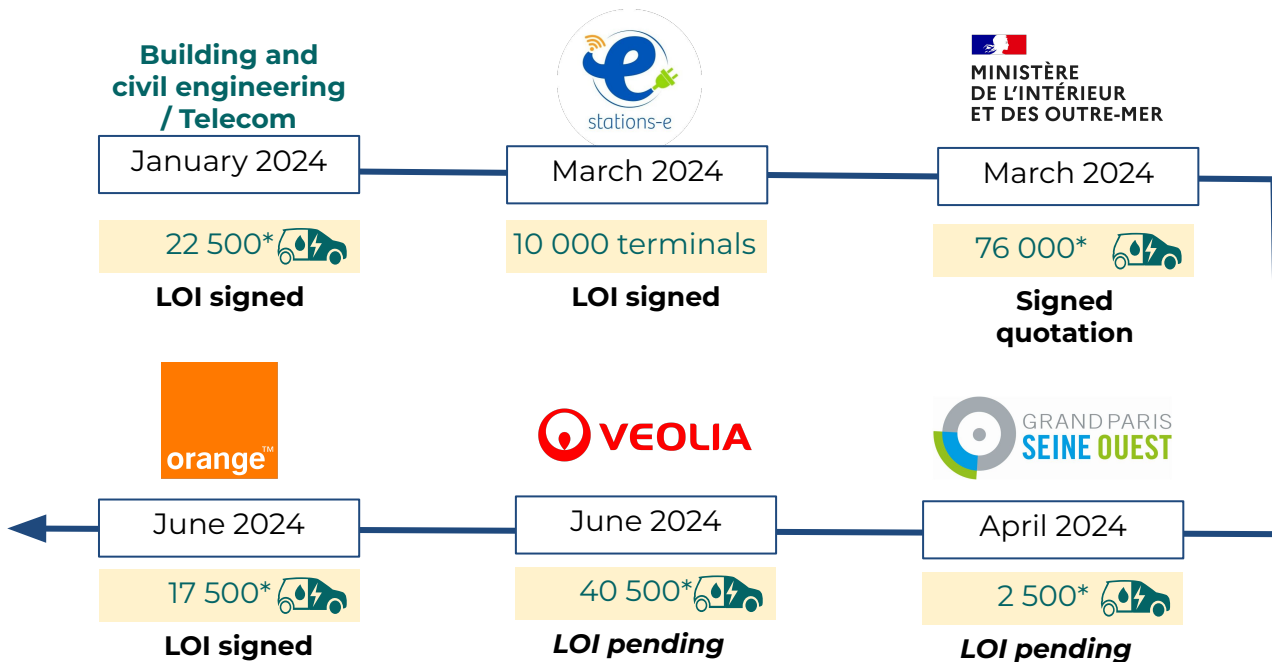 Building and
civil engineering
/ Telecom
January 2024
22 500*
LOI signed
e
stations-e
March 2024
10 000 terminals
LOI signed
MINISTÈRE
DE L'INTÉRIEUR
ET DES OUTRE-MER
March 2024
76 000*
Signed
quotation
GRAND PARIS
SEINE OUEST
April 2024
2 500*
LOI pending
VEOLIA
June 2024
40 500*
LOI pending
orange™
June 2024
17 500*
LOI signed